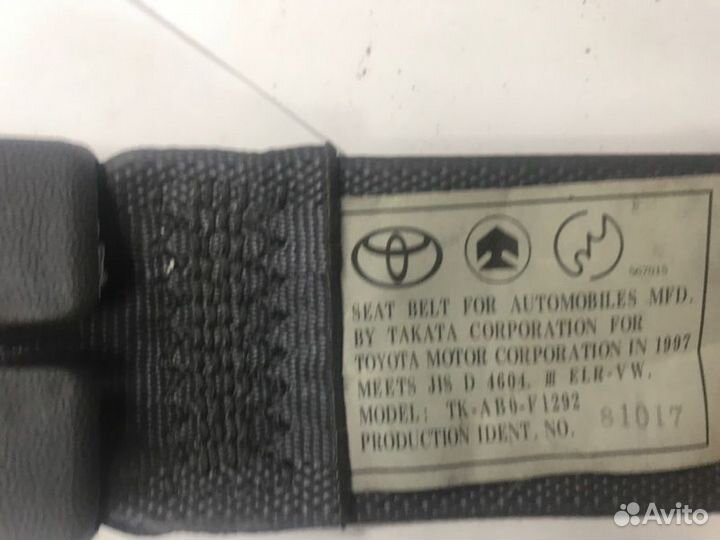 SEAT BELT FOR AUTOMOBILES MFD.
BY TAKATA CORPORATION FOR
TOYOTA MOTOR CORPORATION IN 1997
MEETS JIS D 4604. III ELR-VW.
MODEL: TK-AB0-F1292
PRODUCTION IDENT. NO. 81017
Avito